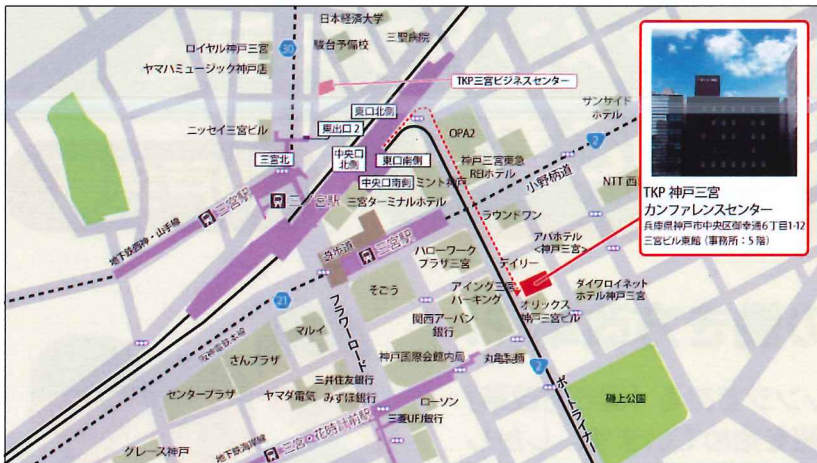 日本経済大学
三聖病院
駿台予備校
ロイヤル神戸三宮
30
ヤマハミュージック神戸店
TKP三宮ビジネスセンター
サンサイド
ホテル
東口北側
ニッセイ三宮ビル
東出口2
OPA2
2
三宮北
中央口
北側
東口南側
神戸三宮東急
REIホテル
小野柄道
NTT 西
中央口南側
ミント神戸
三ノ宮駅
三宮ターミナルホテル
三宮駅
地下鉄西神・山手線
ラウンドワン
アパホテル
<神戸三宮>
遊歩道
三宮駅
ハローワーク
プラザ三宮
デイリー
ダイワロイネット
ホテル神戸三宮
21
そごう
アイング三宮
パーキング
オリックス
神戸三宮ビル
フラワーロード
マルイ
関西アーバン
銀行
阪神電鉄本線
さんプラザ
神戸国際会館内局
丸亀製麺
2
三井住友銀行
センタープラザ
ヤマダ電気
みずほ銀行
ローソン
磯上公園
三菱UFJ銀行
ポートライナー
三宮・花時計前駅
地下鉄海岸線
グレース神戸
TKP 神戸三宮
カンファレンスセンター
兵庫県神戸市中央区御幸通6丁目1-12
三宮ビル東館 (事務所：5階)